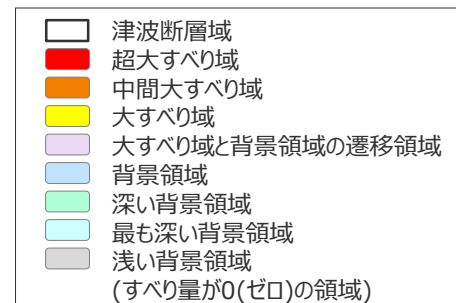 津波断層域
超大すべり域
中間大すべり域
大すべり域
大すべり域と背景領域の遷移領域
背景領域
深い背景領域
最も深い背景領域
浅い背景領域
(すべり量が0(ゼロ)の領域)